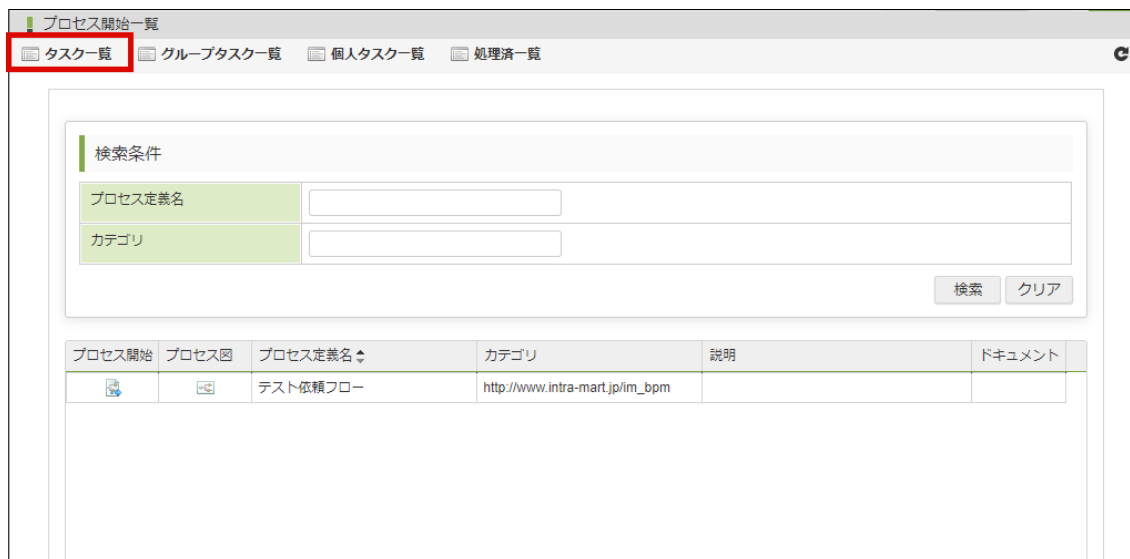 プロセス開始一覧
タスク一覧 グループタスク一覧 個人タスク一覧 処理済一覧
検索条件
プロセス定義名
カテゴリ
検索 クリア
プロセス開始 プロセス図 プロセス定義名 カテゴリ 説明 ドキュメント
テスト依頼フロー http://www.intra-mart.jp/im_bpm